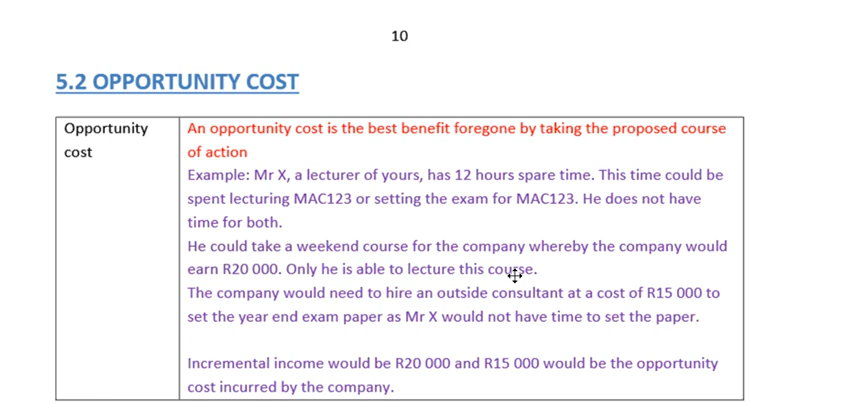 10
5.2 OPPORTUNITY COST
Opportunity
cost
An opportunity cost is the best benefit foregone by taking the proposed course
of action
Example: Mr X, a lecturer of yours, has 12 hours spare time. This time could be
spent lecturing MAC123 or setting the exam for MAC123. He does not have
time for both.
He could take a weekend course for the company whereby the company would
earn R20 000. Only he is able to lecture this course.
The company would need to hire an outside consultant at a cost of R15 000 to
set the year end exam paper as Mr X would not have time to set the paper.
Incremental income would be R20 000 and R15 000 would be the opportunity
cost incurred by the company.